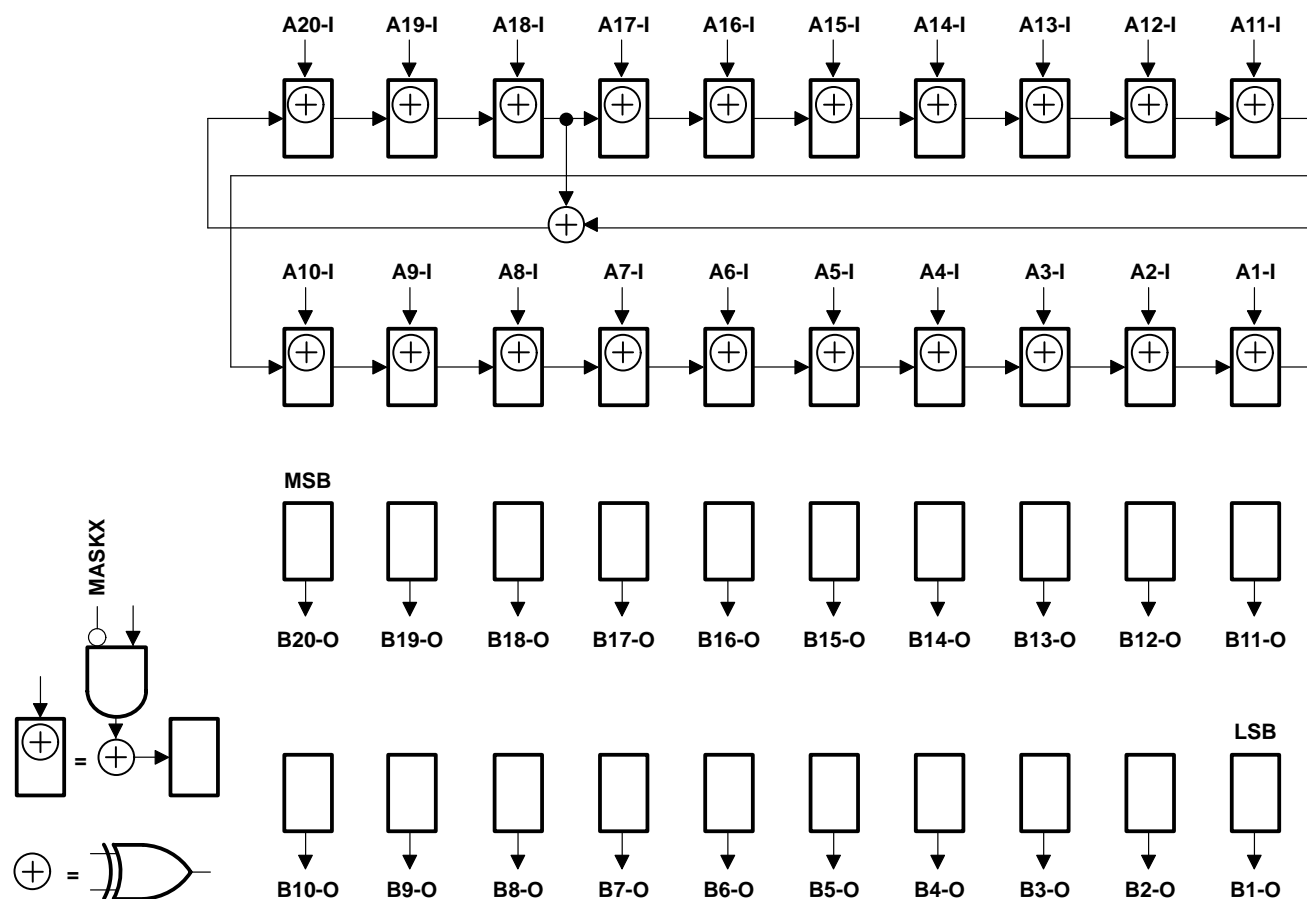 A20-I A19-I A18-I A17-I A16-I A15-I A14-I A13-I A12-I A11-I
A10-I A9-I A8-I A7-I A6-I A5-I A4-I A3-I A2-I A1-I
MSB
MASKX
B20-O B19-O B18-O B17-O B16-O B15-O B14-O B13-O B12-O B11-O
LSB
=
=
B10-O B9-O B8-O B7-O B6-O B5-O B4-O B3-O B2-O B1-O